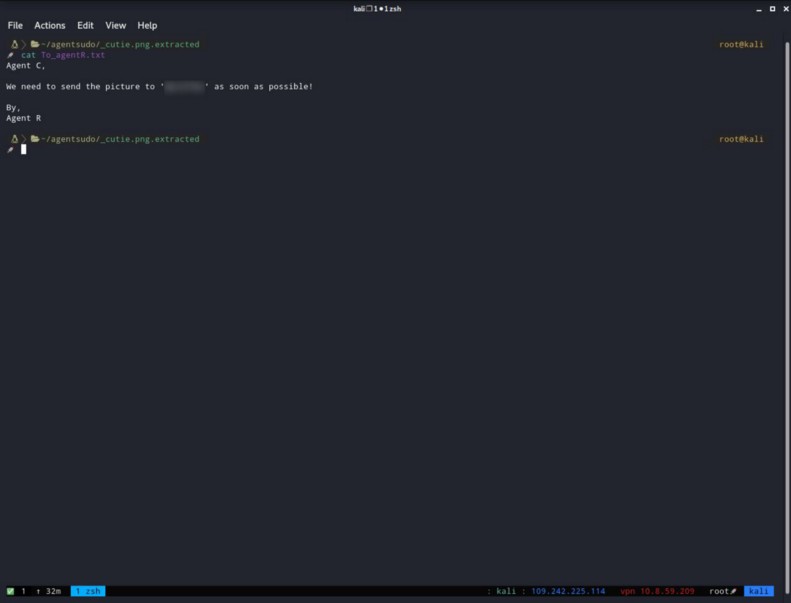 kali 1 1 zsh
File Actions Edit View Help
~/agentsudo/_cutie.png.extracted root@kali
cat To_agentR.txt
Agent C,
We need to send the picture to ' ' as soon as possible!
By,
Agent R
~/agentsudo/_cutie.png.extracted root@kali
1 ↑ 32m 1 zsh : kali : 109.242.225.114 vpn 10.8.59.209 root kali